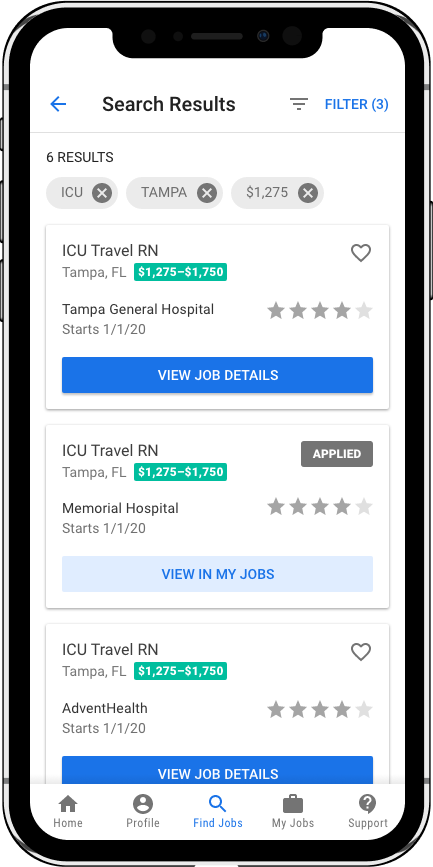 Search Results
FILTER (3)
6 RESULTS
ICU
TAMPA
$1,275
ICU Travel RN
Tampa, FL $1,275–$1,750
Tampa General Hospital
Starts 1/1/20
VIEW JOB DETAILS
ICU Travel RN
APPLIED
Tampa, FL $1,275–$1,750
Memorial Hospital
Starts 1/1/20
VIEW IN MY JOBS
ICU Travel RN
Tampa, FL $1,275–$1,750
AdventHealth
Starts 1/1/20
VIEW JOB DETAILS
Home
Profile
Find Jobs
My Jobs
Support